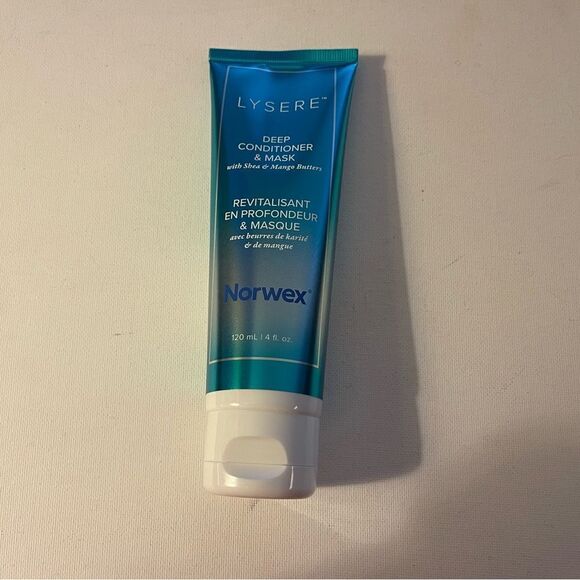 LYSERE™
DEEP
CONDITIONER
& MASK
with Shea & Mango Butters
REVITALISANT
EN PROFONDEUR
& MASQUE
avec beurres de karité
& de mangue
Norwex®
120 mL | 4 fl. oz.